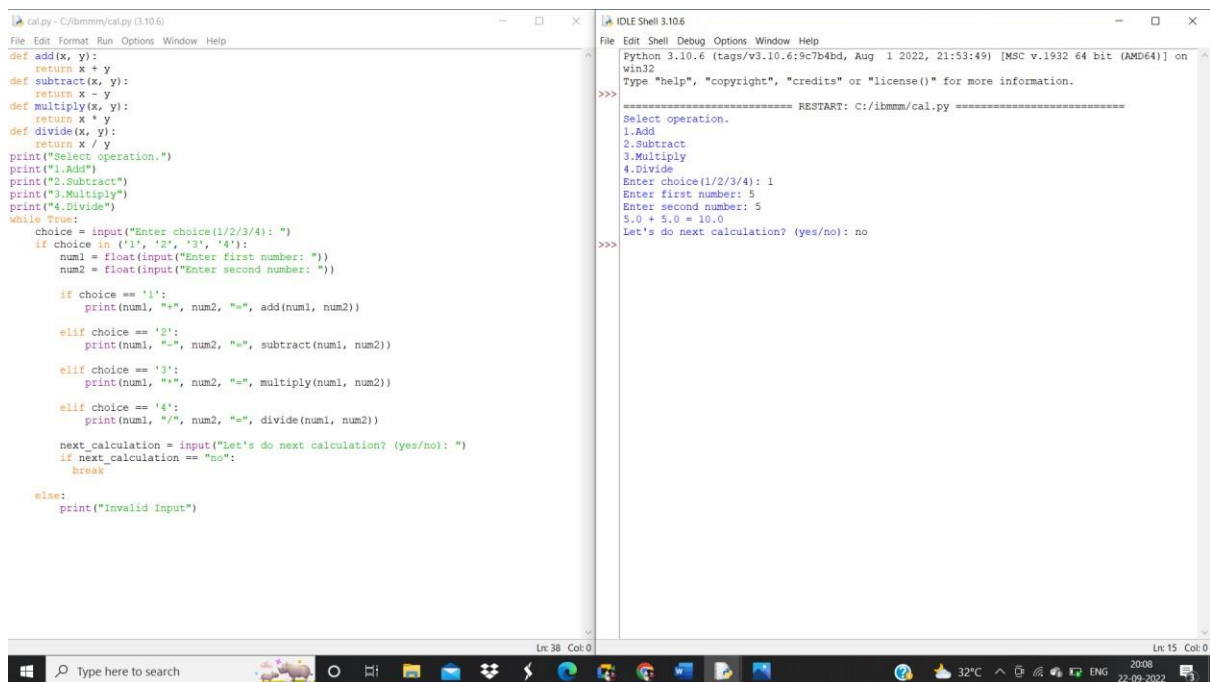 cal.py - C:/ibmmm/cal.py (3.10.6)
File Edit Format Run Options Window Help
def add(x, y):
    return x + y
def subtract(x, y):
    return x - y
def multiply(x, y):
    return x * y
def divide(x, y):
    return x / y
print("Select operation.")
print("1.Add")
print("2.Subtract")
print("3.Multiply")
print("4.Divide")
while True:
    choice = input("Enter choice(1/2/3/4): ")
    if choice in ('1', '2', '3', '4'):
        num1 = float(input("Enter first number: "))
        num2 = float(input("Enter second number: "))
        if choice == '1':
            print(num1, "+", num2, "=", add(num1, num2))
        elif choice == '2':
            print(num1, "-", num2, "=", subtract(num1, num2))
        elif choice == '3':
            print(num1, "*", num2, "=", multiply(num1, num2))
        elif choice == '4':
            print(num1, "/", num2, "=", divide(num1, num2))
        next_calculation = input("Let's do next calculation? (yes/no): ")
        if next_calculation == "no":
          break
    else:
        print("Invalid Input")
Ln: 38 Col: 0
IDLE Shell 3.10.6
File Edit Shell Debug Options Window Help
Python 3.10.6 (tags/v3.10.6:9c7b4bd, Aug  1 2022, 21:53:49) [MSC v.1932 64 bit (AMD64)] on
win32
Type "help", "copyright", "credits" or "license()" for more information.
>>>
=========================== RESTART: C:/ibmmm/cal.py ===========================
Select operation.
1.Add
2.Subtract
3.Multiply
4.Divide
Enter choice(1/2/3/4): 1
Enter first number: 5
Enter second number: 5
5.0 + 5.0 = 10.0
Let's do next calculation? (yes/no): no
>>>
Ln: 15 Col: 0
Type here to search
32°C
ENG
20:08
22-09-2022
3